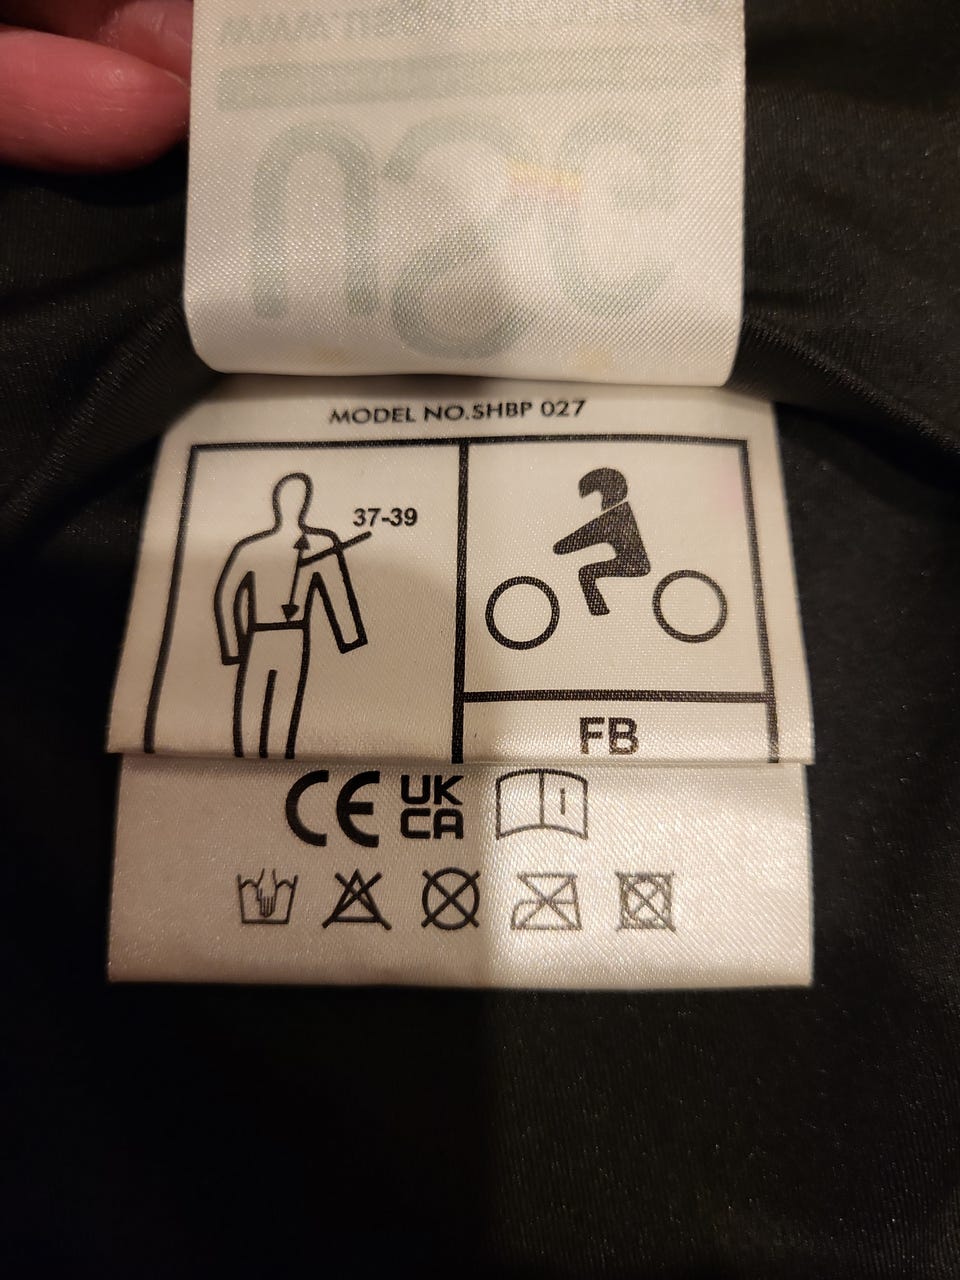 MODEL NO.SHBP 027
37-39
FB
CE UK
CA i